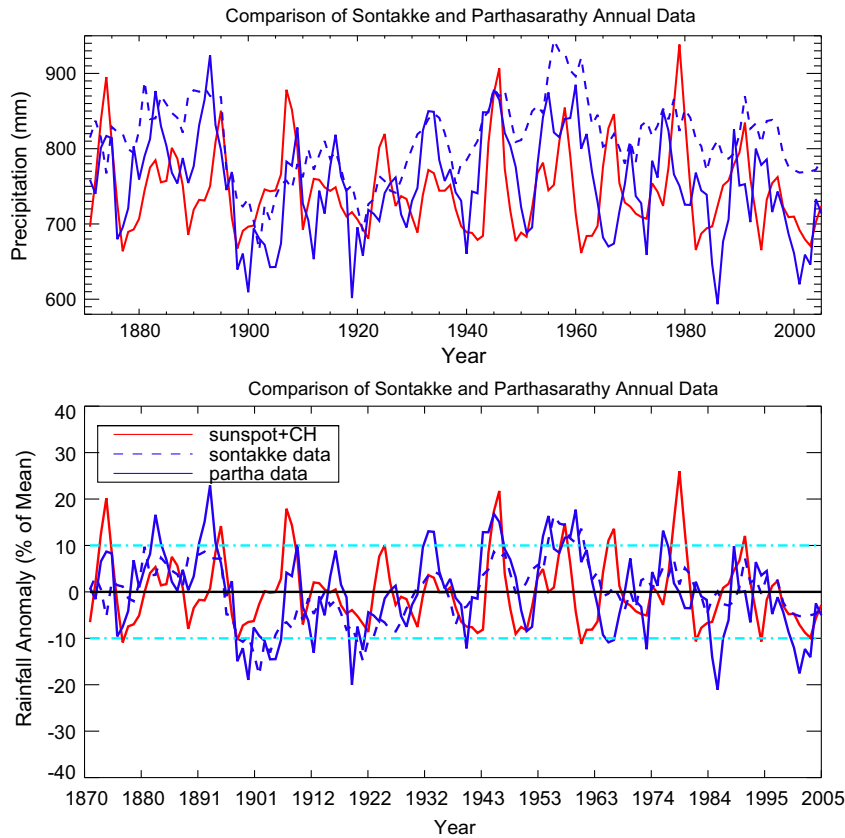 Comparison of Sontakke and Parthasarathy Annual Data
Precipitation (mm)
900
800
700
600
1880 1900 1920 1940 1960 1980 2000
Year
Comparison of Sontakke and Parthasarathy Annual Data
Rainfall Anomaly (% of Mean)
40
30
20
10
0
-10
-20
-30
-40
sunspot+CH
sontakke data
partha data
1870 1880 1891 1901 1912 1922 1932 1943 1953 1963 1974 1984 1995 2005
Year